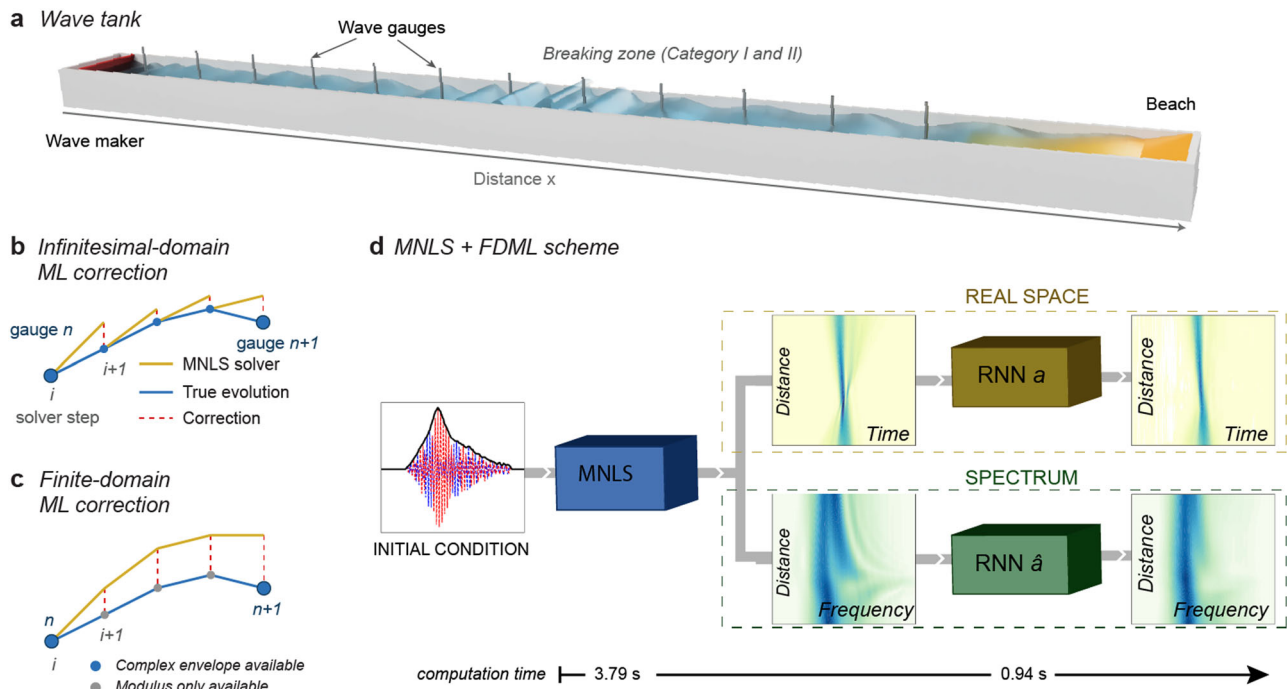 a Wave tank
Wave gauges
Breaking zone (Category I and II)
Beach
Wave maker
Distance x
b Infinitesimal-domain
ML correction
gauge n
gauge n+1
i+1
i
solver step
MNLS solver
True evolution
Correction
c Finite-domain
ML correction
n
n+1
i+1
i
Complex envelope available
Modulus only available
d MNLS + FDML scheme
INITIAL CONDITION
MNLS
REAL SPACE
Distance
Time
RNN a
Distance
Time
SPECTRUM
Distance
Frequency
RNN â
Distance
Frequency
computation time
3.79 s
0.94 s